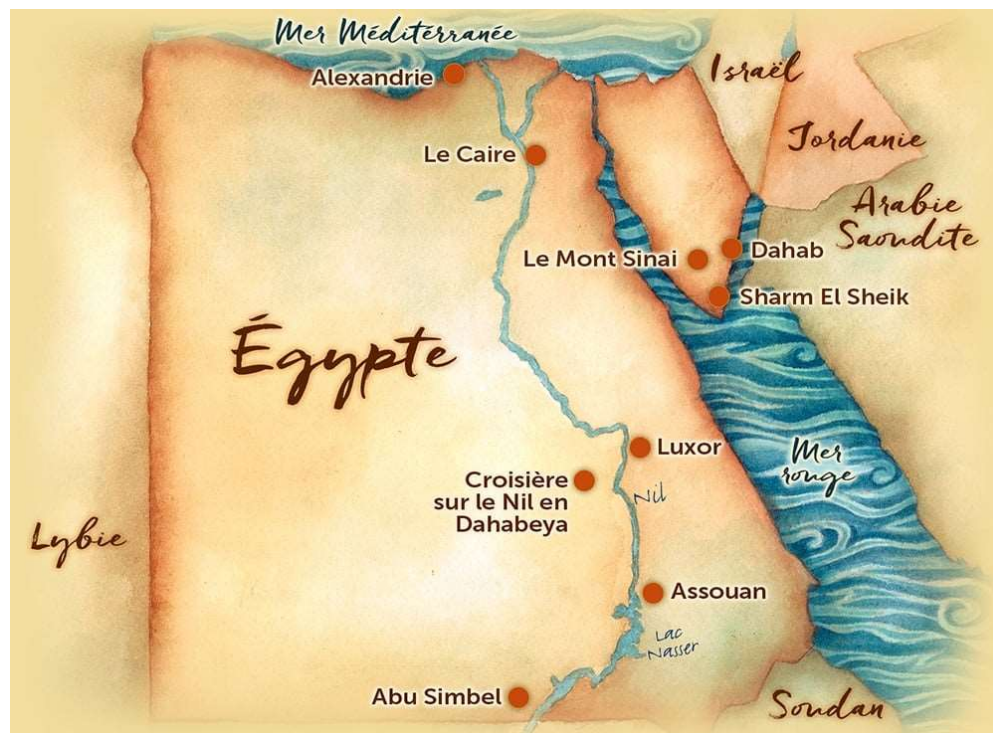 Mer Méditérranée
Alexandrie
Israël
Jordanie
Le Caire
Arabie
Saoudite
Le Mont Sinai
Dahab
Sharm El Sheik
Égypte
Luxor
Mer
rouge
Croisière
sur le Nil en
Dahabeya
Nil
Lybie
Assouan
Lac
Nasser
Abu Simbel
Soudan